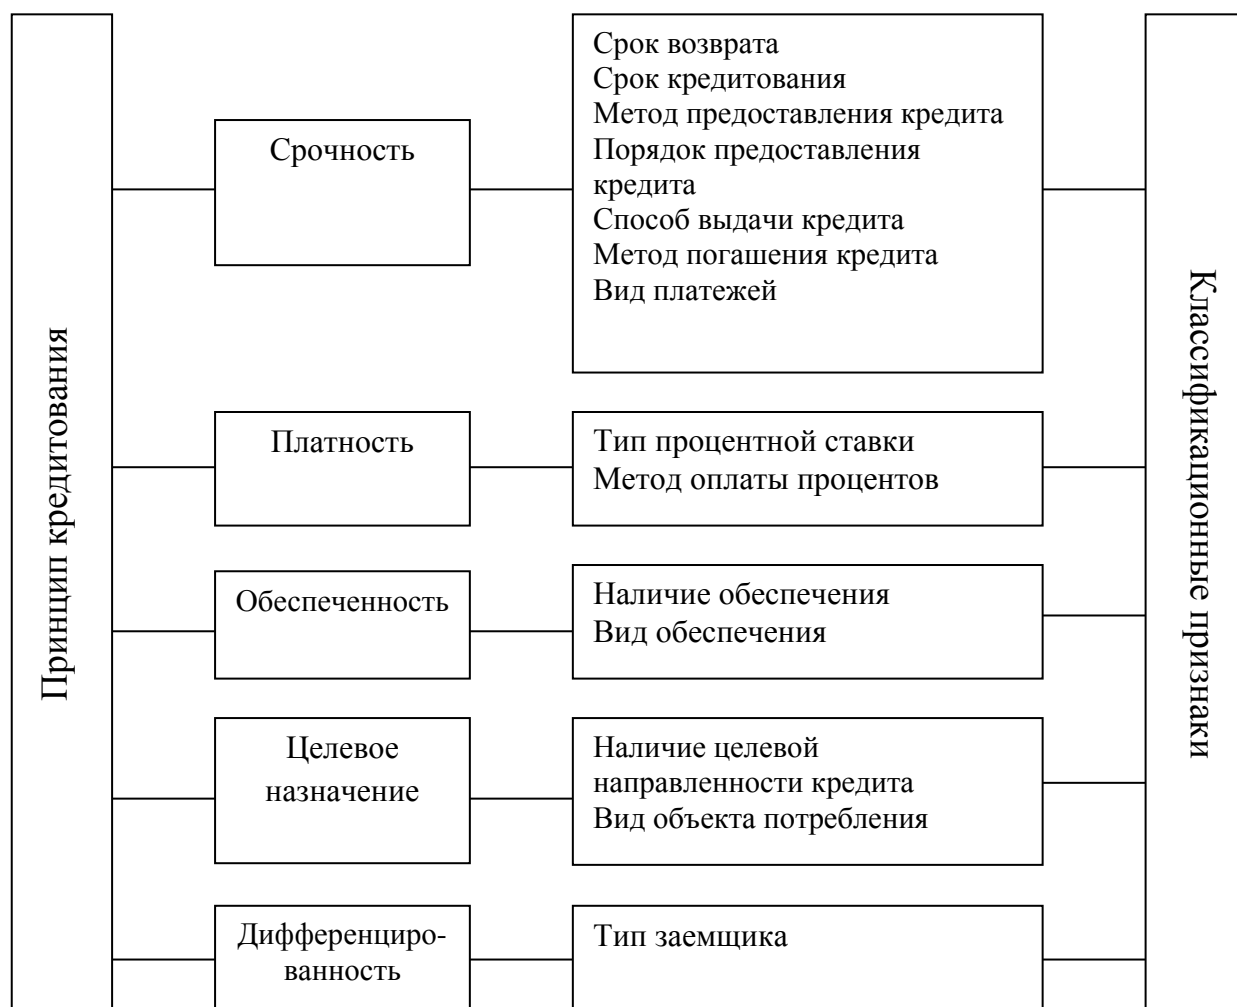 Принцип кредитования
Срочность
Срок возврата
Срок кредитования
Метод предоставления кредита
Порядок предоставления
кредита
Способ выдачи кредита
Метод погашения кредита
Вид платежей
Платность
Тип процентной ставки
Метод оплаты процентов
Обеспеченность
Наличие обеспечения
Вид обеспечения
Целевое
назначение
Наличие целевой
направленности кредита
Вид объекта потребления
Дифференциро-
ванность
Тип заемщика
Классификационные признаки